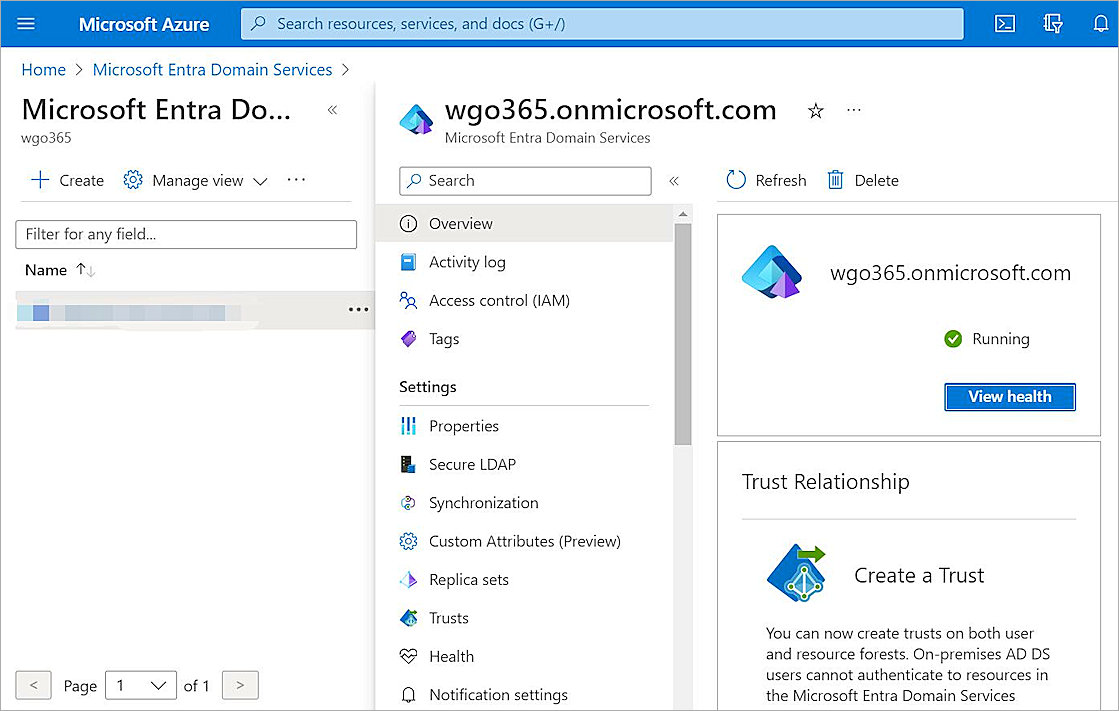 Microsoft Azure
Search resources, services, and docs (G+/)
Home > Microsoft Entra Domain Services >
Microsoft Entra Do... «
wgo365
Create
Manage view
...
Filter for any field...
Name
...
< Page 1 of 1 >
wgo365.onmicrosoft.com ...
Microsoft Entra Domain Services
Search «
Overview
Activity log
Access control (IAM)
Tags
Settings
Properties
Secure LDAP
Synchronization
Custom Attributes (Preview)
Replica sets
Trusts
Health
Notification settings
Refresh
Delete
wgo365.onmicrosoft.com
Running
View health
Trust Relationship
Create a Trust
You can now create trusts on both user
and resource forests. On-premises AD DS
users cannot authenticate to resources in
the Microsoft Entra Domain Services